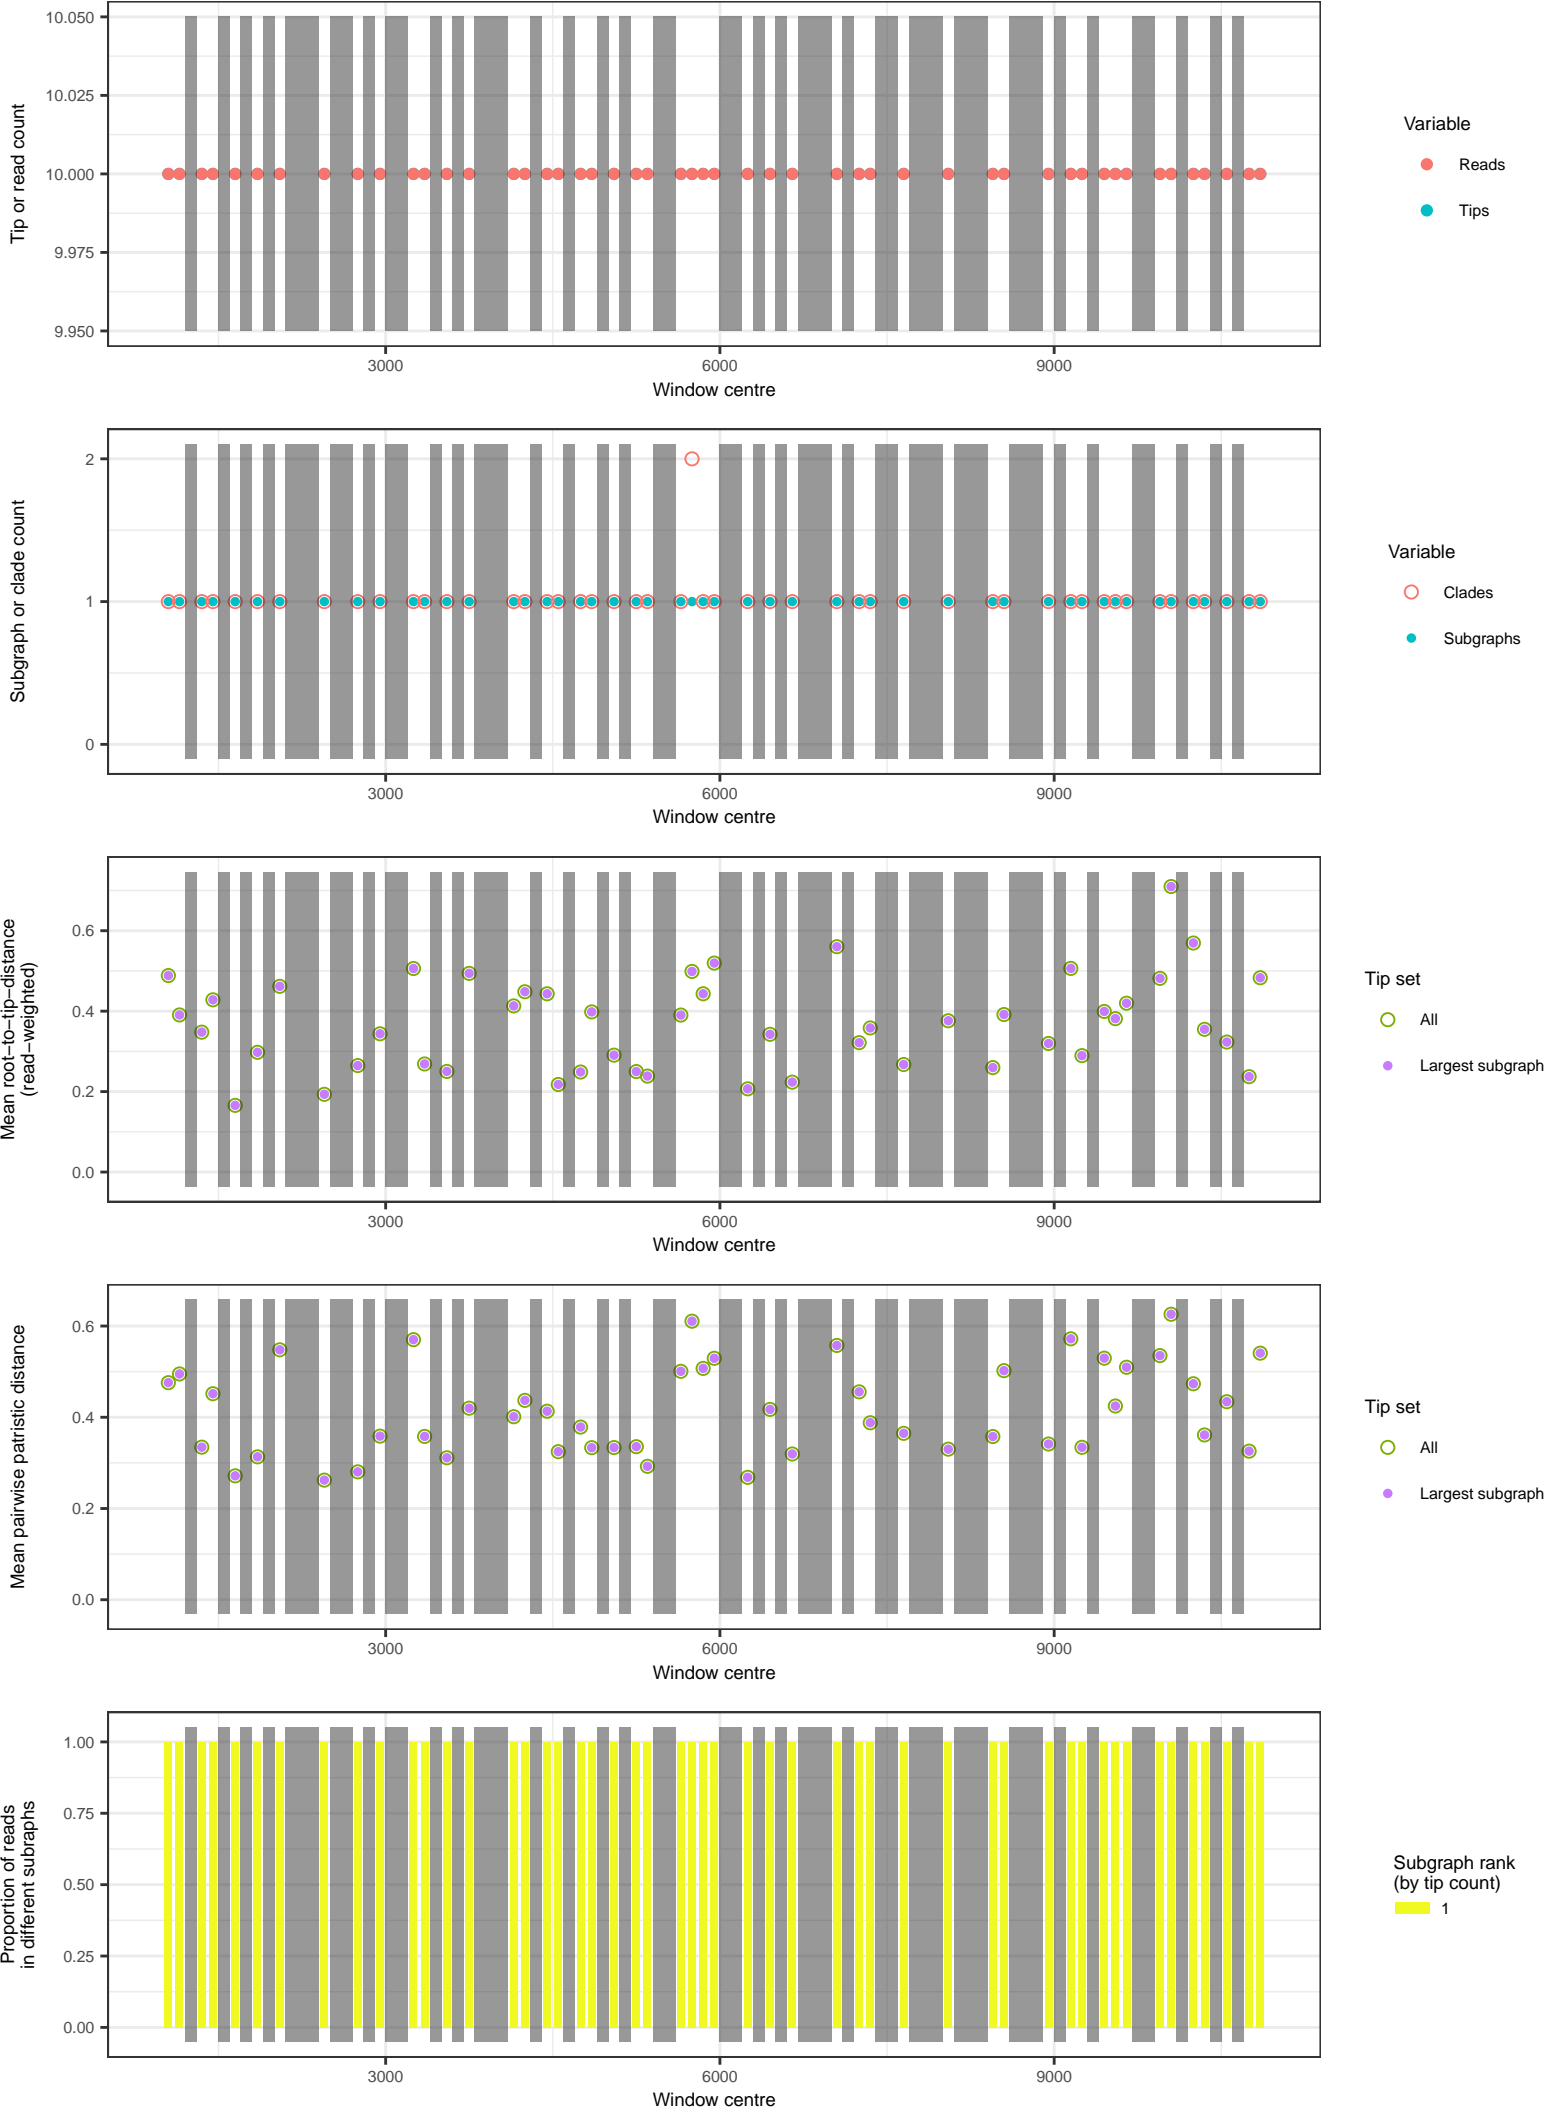 10.050
10.025
10.000
9.975
9.950
Tip or read count
3000
6000
9000
Window centre
Variable
Reads
Tips
2
1
0
Subgraph or clade count
3000
6000
9000
Window centre
Variable
Clades
Subgraphs
0.6
0.4
0.2
0.0
Mean root−to−tip−distance
(read−weighted)
3000
6000
9000
Window centre
Tip set
All
Largest subgraph
0.6
0.4
0.2
0.0
Mean pairwise patristic distance
3000
6000
9000
Window centre
Tip set
All
Largest subgraph
1.00
0.75
0.50
0.25
0.00
Proportion of reads
in different subraphs
3000
6000
9000
Window centre
Subgraph rank
(by tip count)
1